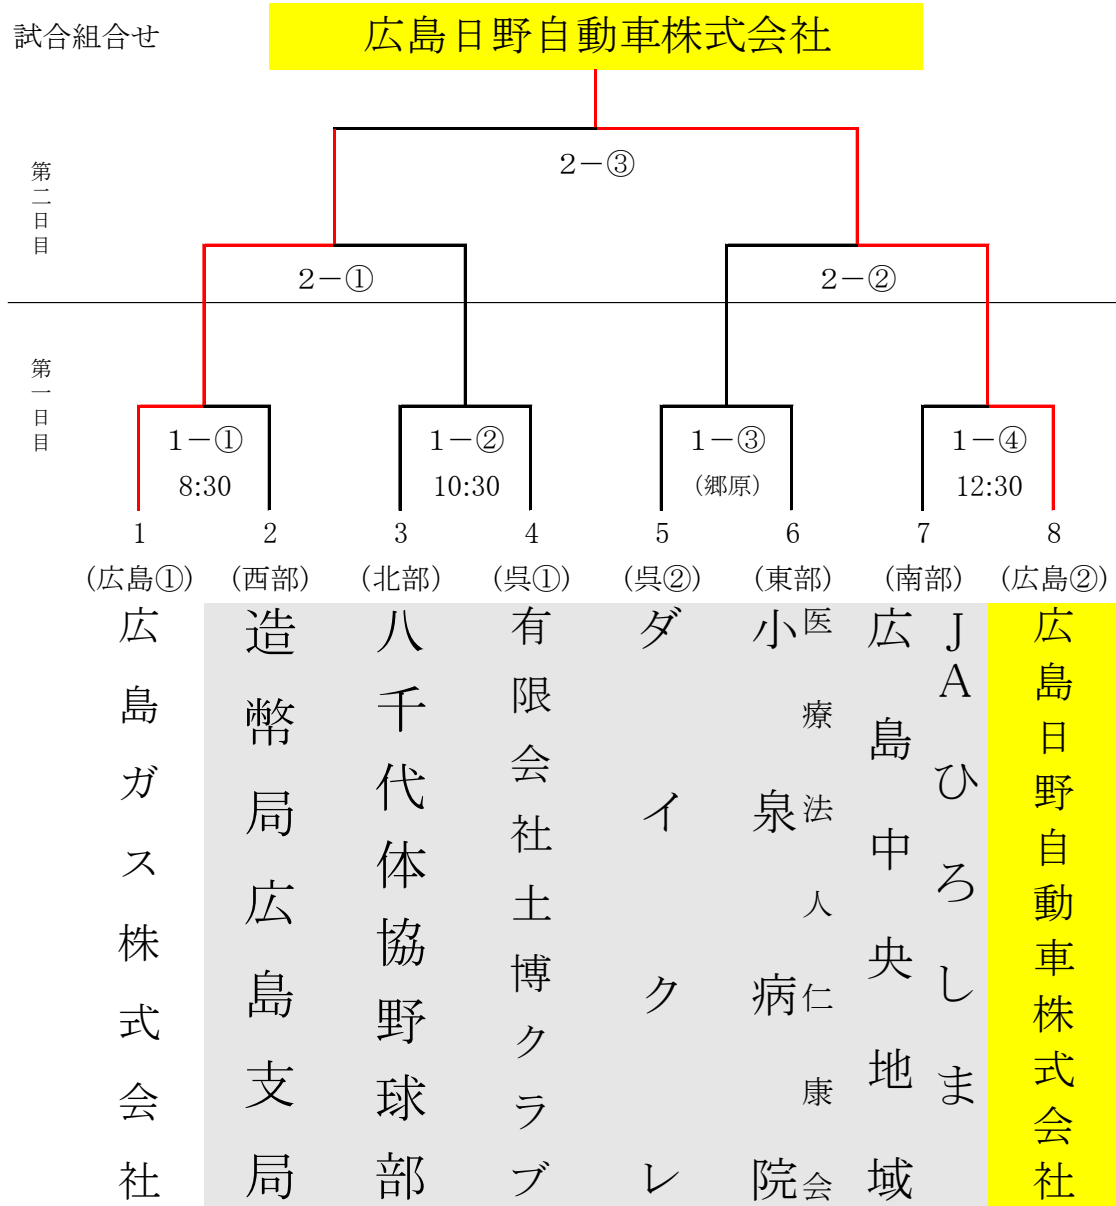 試合組合せ
広島日野自動車株式会社
第二日目
2－③
2－①
2－②
第一日目
1－①
1－②
1－③
1－④
8:30
10:30
（郷原）
12:30
1
2
3
4
5
6
7
8
（広島①）
（西部）
（北部）
（呉①）
（呉②）
（東部）
（南部）
（広島②）
広島ガス株式会社
造幣局広島支局
八千代体協野球部
有限会社土博クラブ
ダイクレ
医療法人仁康会
小泉病院
JAひろしま
広島中央地域
広島日野自動車株式会社